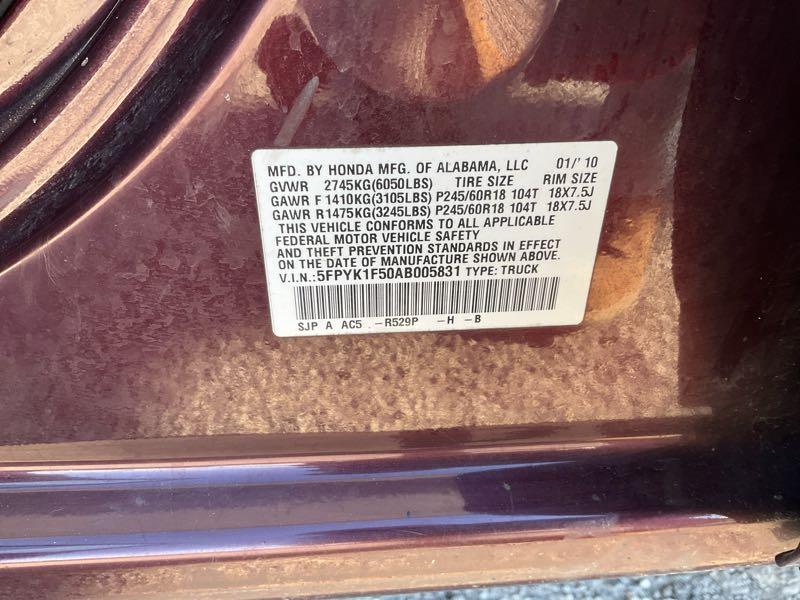 MFD. BY HONDA MFG. OF ALABAMA, LLC 01/'10
GVWR 2745KG(6050LBS) TIRE SIZE RIM SIZE
GAWR F1410KG(3105LBS) P245/60R18 104T 18X7.5J
GAWR R1475KG(3245LBS) P245/60R18 104T 18X7.5J
THIS VEHICLE CONFORMS TO ALL APPLICABLE
FEDERAL MOTOR VEHICLE SAFETY
AND THEFT PREVENTION STANDARDS IN EFFECT
ON THE DATE OF MANUFACTURE SHOWN ABOVE.
V.I.N.:5FPYK1F50AB005831 TYPE: TRUCK
SJP A AC5 -R529P -H -B